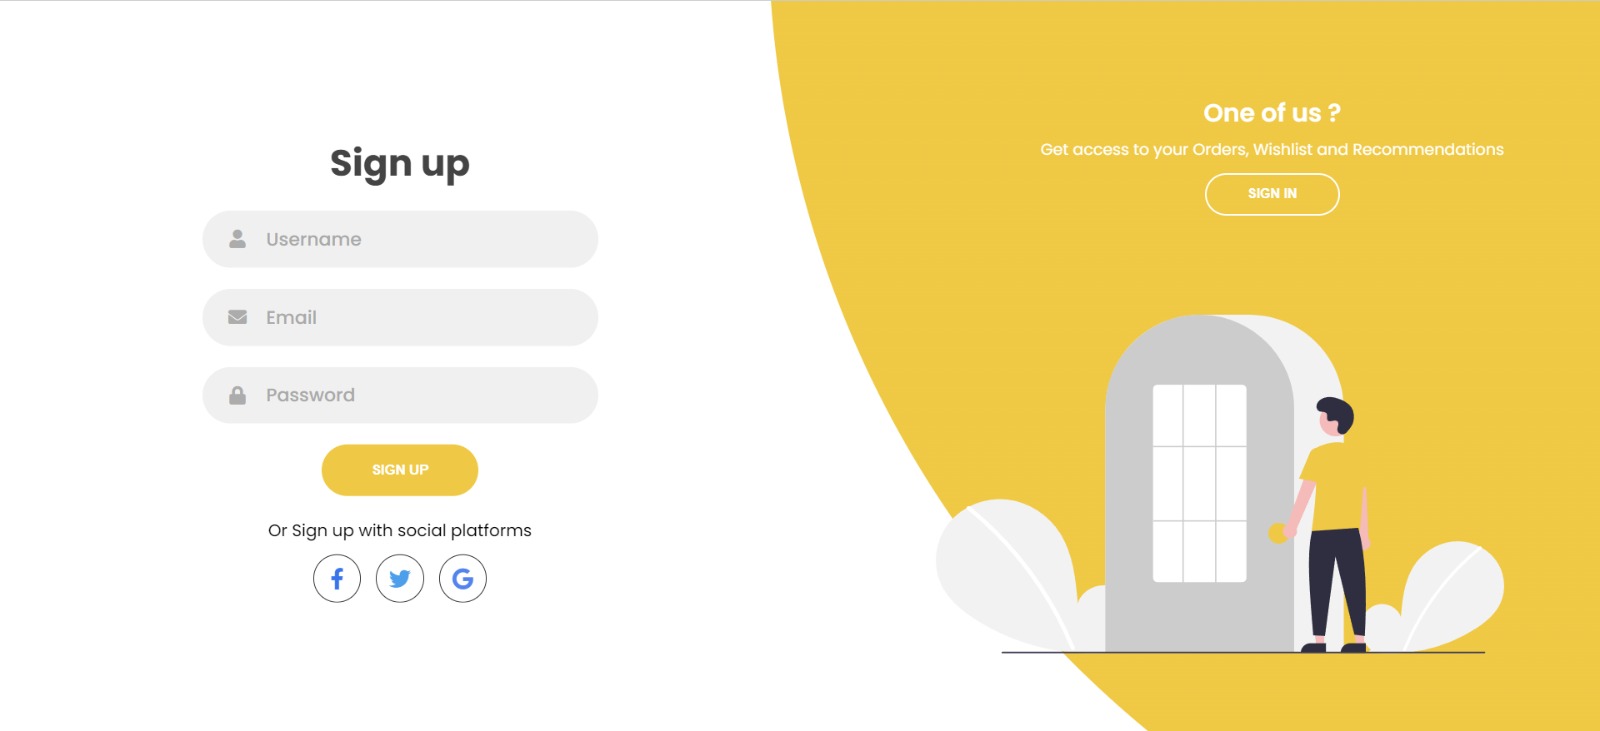 Sign up
Username
Email
Password
SIGN UP
Or Sign up with social platforms
One of us ?
Get access to your Orders, Wishlist and Recommendations
SIGN IN